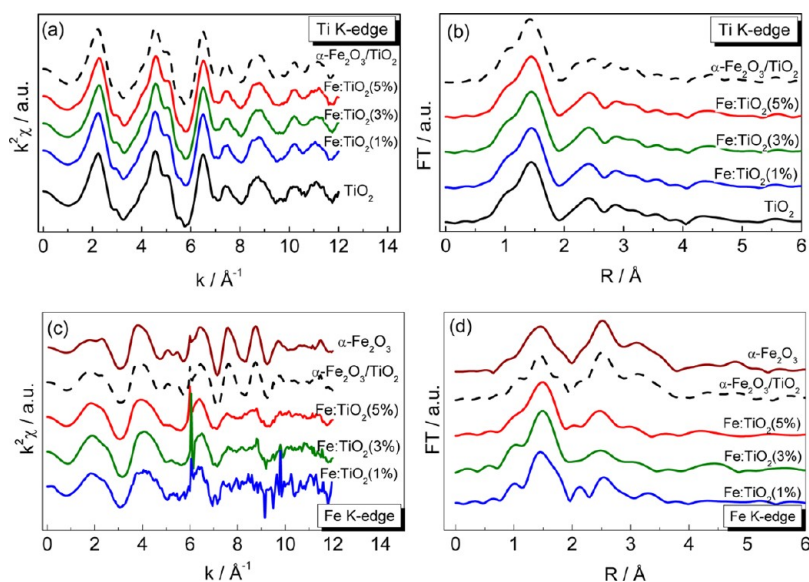 (a)
Ti K-edge
α-Fe₂O₃/TiO₂
Fe:TiO₂(5%)
Fe:TiO₂(3%)
Fe:TiO₂(1%)
TiO₂
k²χ / a.u.
0 2 4 6 8 10 12 14
k / Å⁻¹
(b)
Ti K-edge
α-Fe₂O₃/TiO₂
Fe:TiO₂(5%)
Fe:TiO₂(3%)
Fe:TiO₂(1%)
TiO₂
FT / a.u.
0 1 2 3 4 5 6
R / Å
(c)
α-Fe₂O₃
α-Fe₂O₃/TiO₂
Fe:TiO₂(5%)
Fe:TiO₂(3%)
Fe:TiO₂(1%)
Fe K-edge
k²χ / a.u.
0 2 4 6 8 10 12 14
k / Å⁻¹
(d)
α-Fe₂O₃
α-Fe₂O₃/TiO₂
Fe:TiO₂(5%)
Fe:TiO₂(3%)
Fe:TiO₂(1%)
Fe K-edge
FT / a.u.
0 1 2 3 4 5 6
R / Å